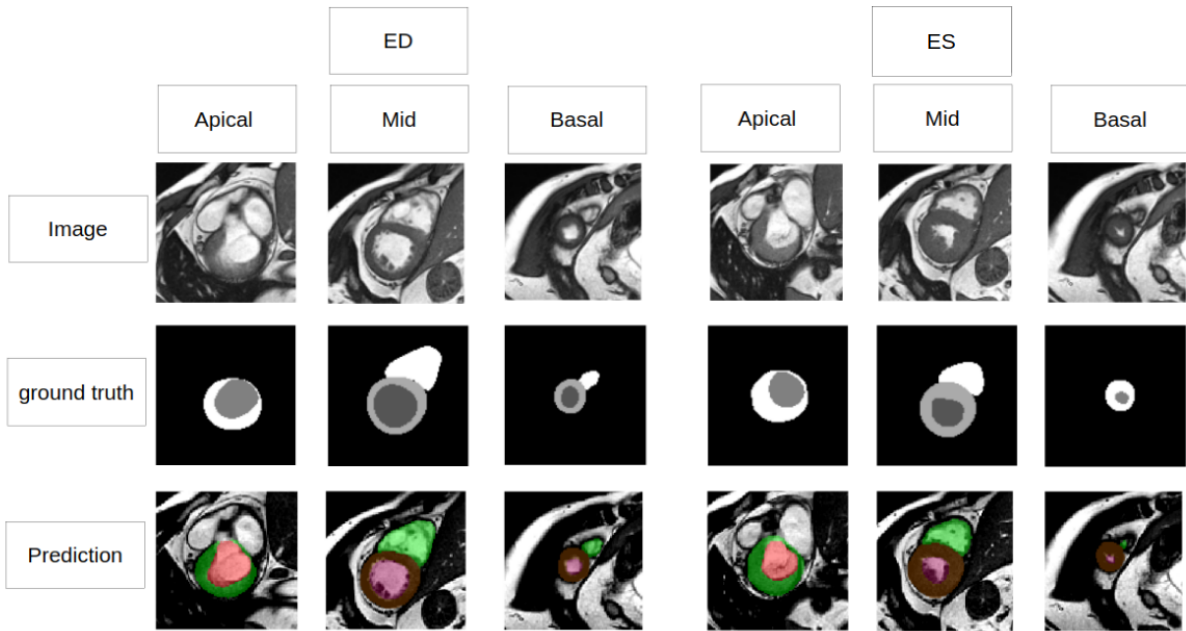 ED
ES
Apical
Mid
Basal
Apical
Mid
Basal
Image
ground truth
Prediction